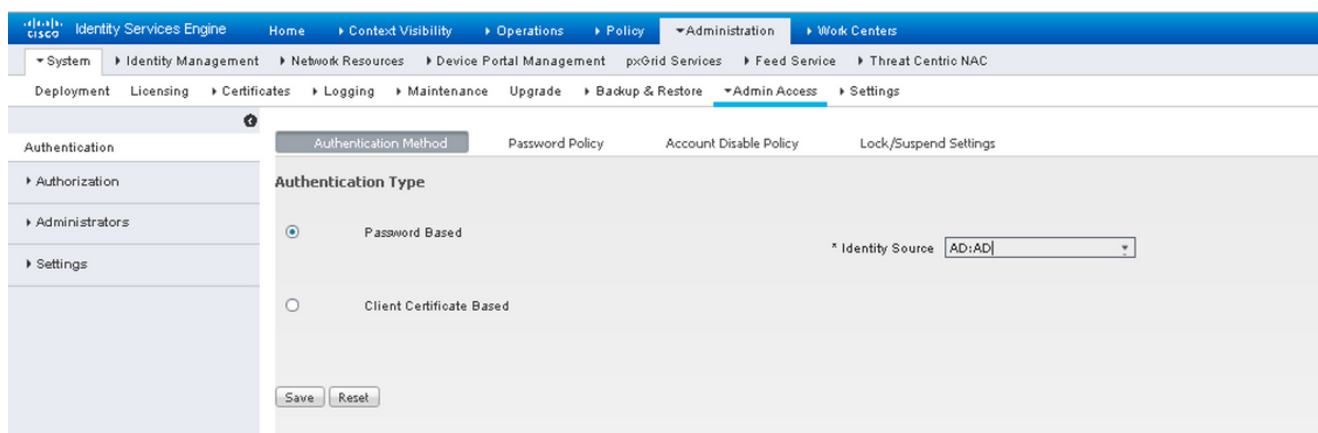 cisco Identity Services Engine Home Context Visibility Operations Policy Administration Work Centers
System Identity Management Network Resources Device Portal Management pxGrid Services Feed Service Threat Centric NAC
Deployment Licensing Certificates Logging Maintenance Upgrade Backup & Restore Admin Access Settings
Authentication
Authorization
Administrators
Settings
Authentication Method Password Policy Account Disable Policy Lock/Suspend Settings
Authentication Type
Password Based
* Identity Source AD:AD
Client Certificate Based
Save Reset